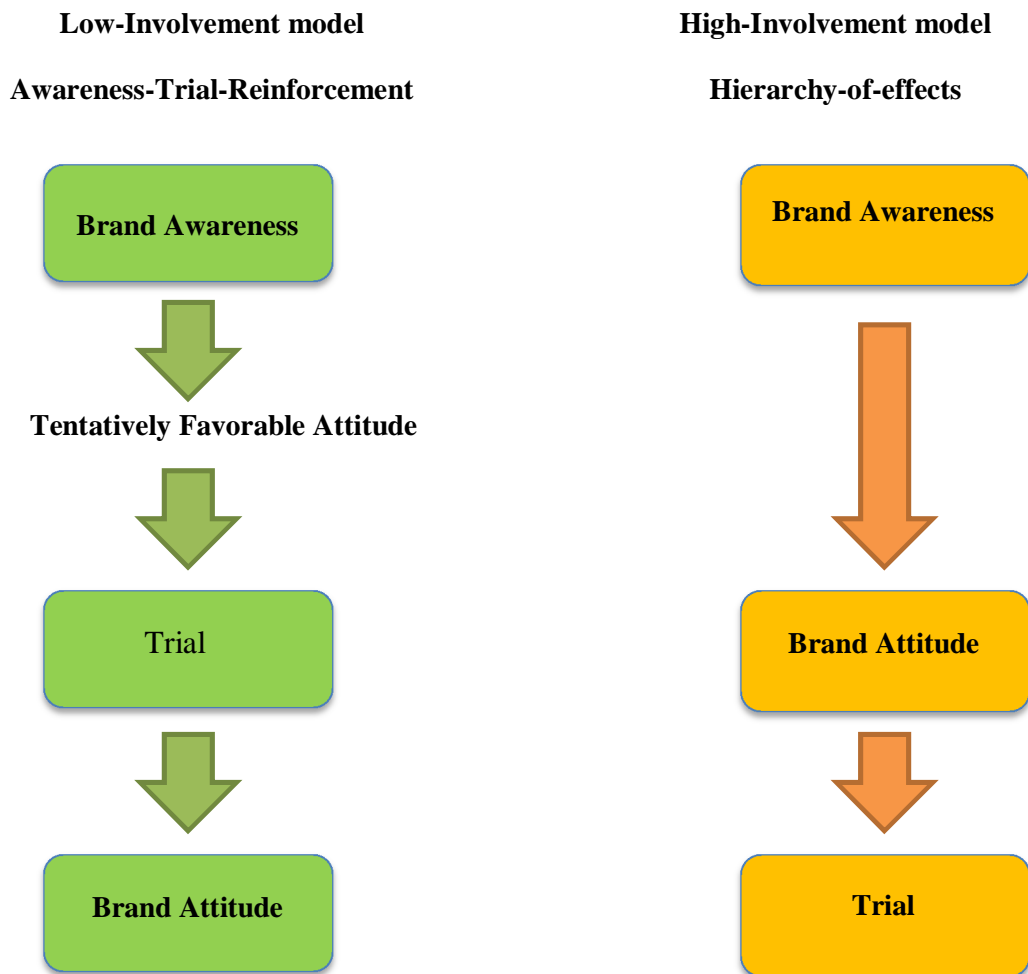 Low-Involvement model
Awareness-Trial-Reinforcement
Brand Awareness
Tentatively Favorable Attitude
Trial
Brand Attitude
High-Involvement model
Hierarchy-of-effects
Brand Awareness
Brand Attitude
Trial